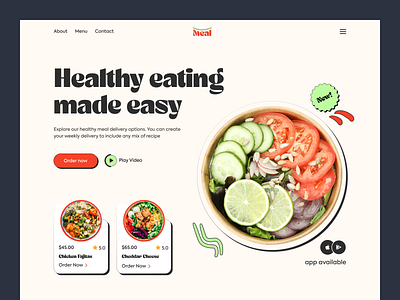 About Menu Contact
Meal
Healthy eating
made easy
Explore our healthy meal delivery options. You can create
your weekly delivery to include any mix of recipe
Order now
Play Video
New!
$45.00 5.0
Chicken Fajitas
Order Now
$65.00 5.0
Cheddar Cheese
Order Now
app available